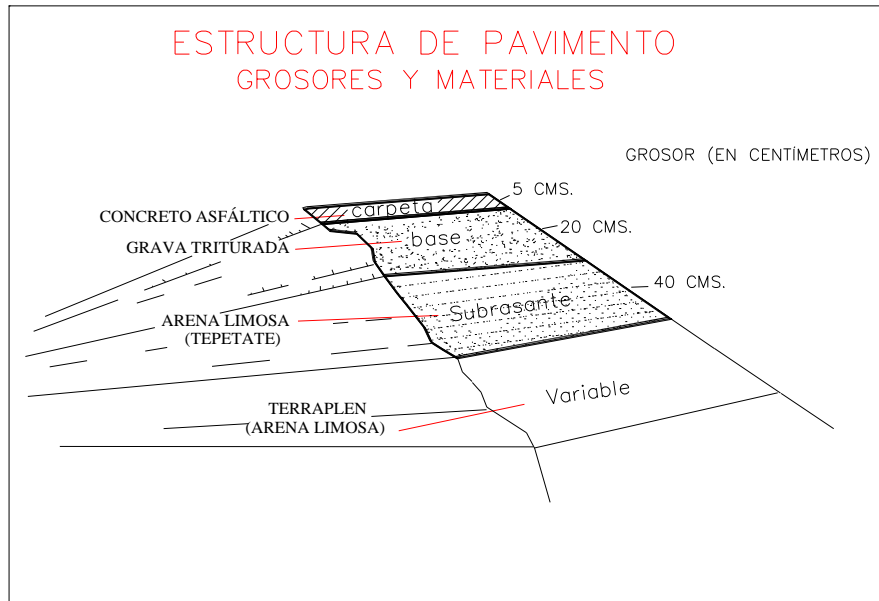 ESTRUCTURA DE PAVIMENTO
GROSORES Y MATERIALES
GROSOR (EN CENTÍMETROS)
5 CMS.
CONCRETO ASFÁLTICO
carpeta
20 CMS.
GRAVA TRITURADA
base
40 CMS.
ARENA LIMOSA
(TEPETATE)
Subrasante
TERRAPLEN
(ARENA LIMOSA)
Variable